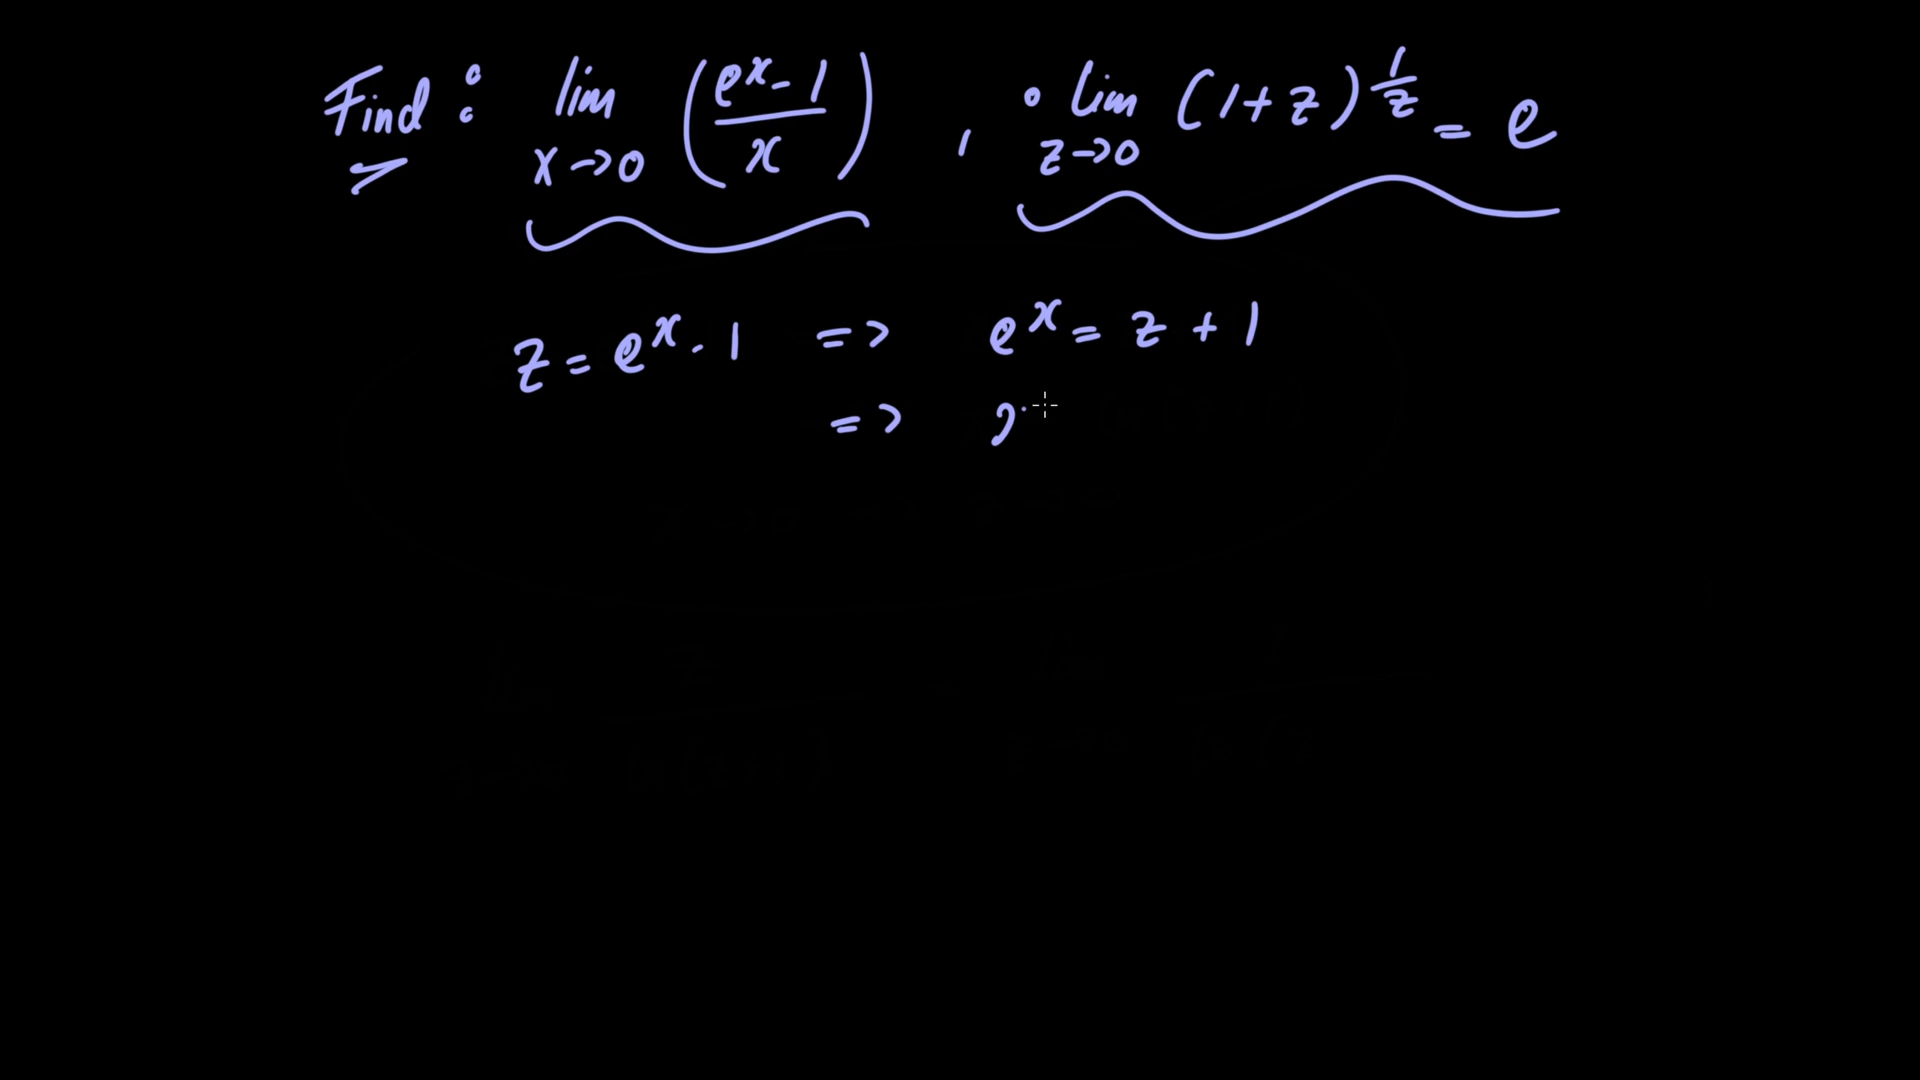 Find : lim x→0 ((e^x - 1)/x) , • lim z→0 (1+z)^(1/z) = e
z = e^x - 1 => e^x = z + 1
=>